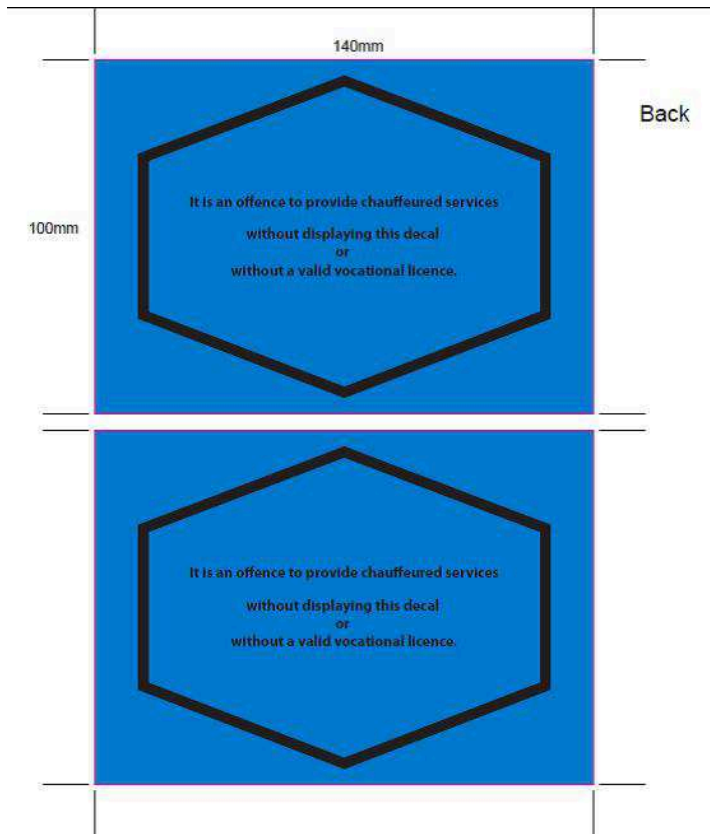 140mm
Back
It is an offence to provide chauffeured services
100mm
without displaying this decal
or
without a valid vocational licence.
It is an offence to provide chauffeured services
without displaying this decal
or
without a valid vocational licence.